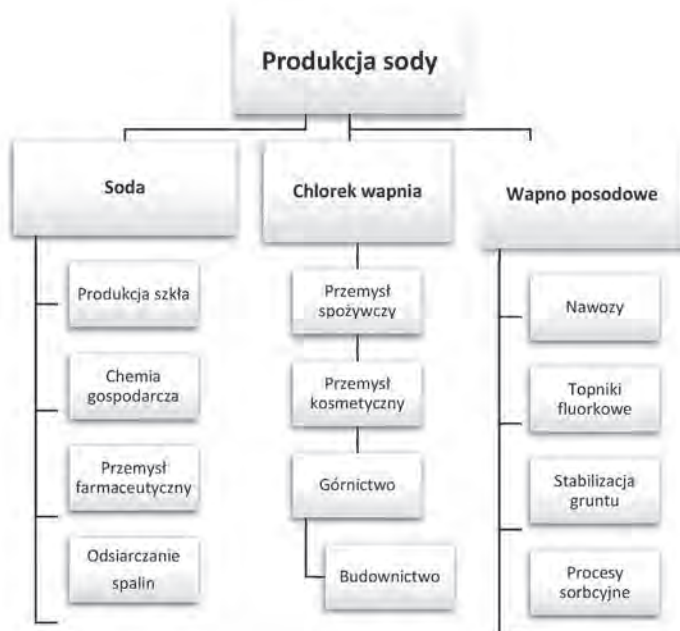 Produkcja sody
Soda
Produkcja szkła
Chemia
gospodarcza
Przemysł
farmaceutyczny
Odsiarczanie
spalin
Chlorek wapnia
Przemysł
spożywczy
Przemysł
kosmetyczny
Górnictwo
Budownictwo
Wapno posodowe
Nawozy
Topniki
fluorkowe
Stabilizacja
gruntu
Procesy
sorbcyjne